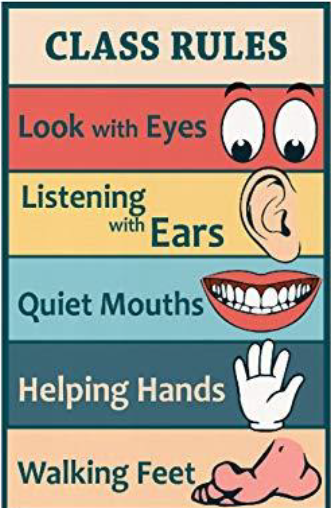 CLASS RULES
Look with Eyes
Listening
with Ears
Quiet Mouths
Helping Hands
Walking Feet